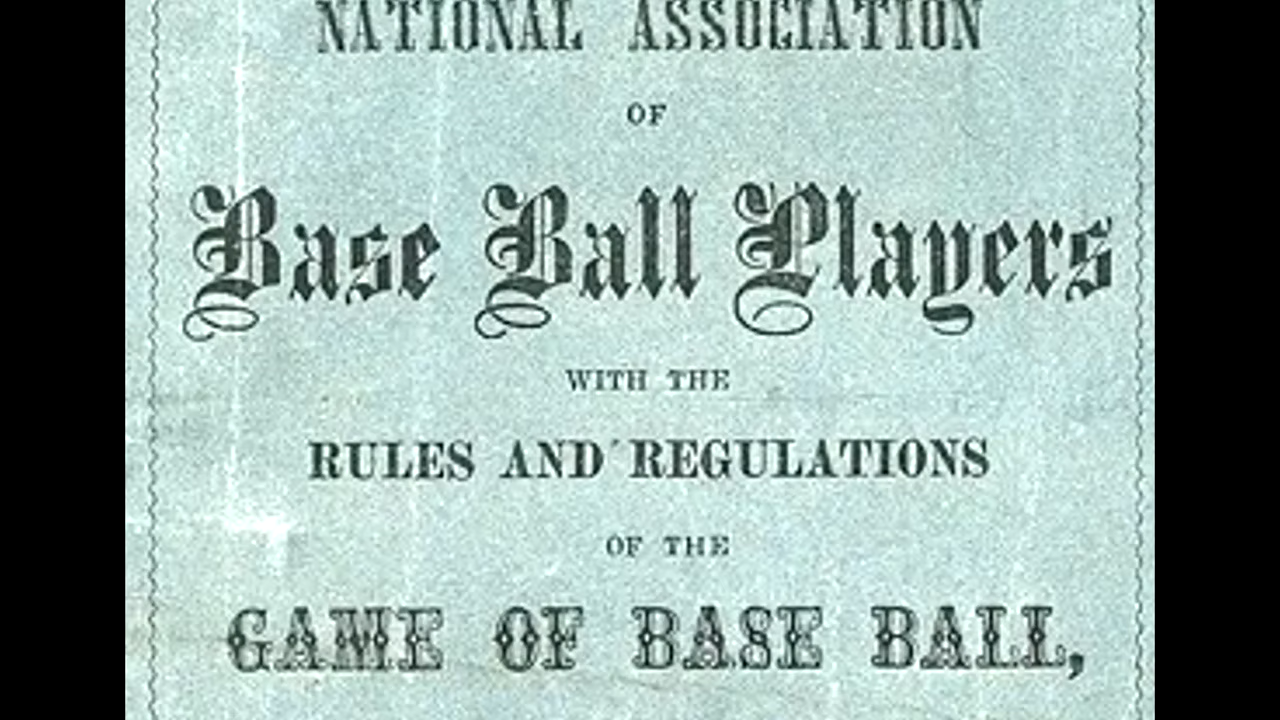 NATIONAL ASSOCIATION
OF
Base Ball Players
WITH THE
RULES AND REGULATIONS
OF THE
GAME OF BASE BALL,